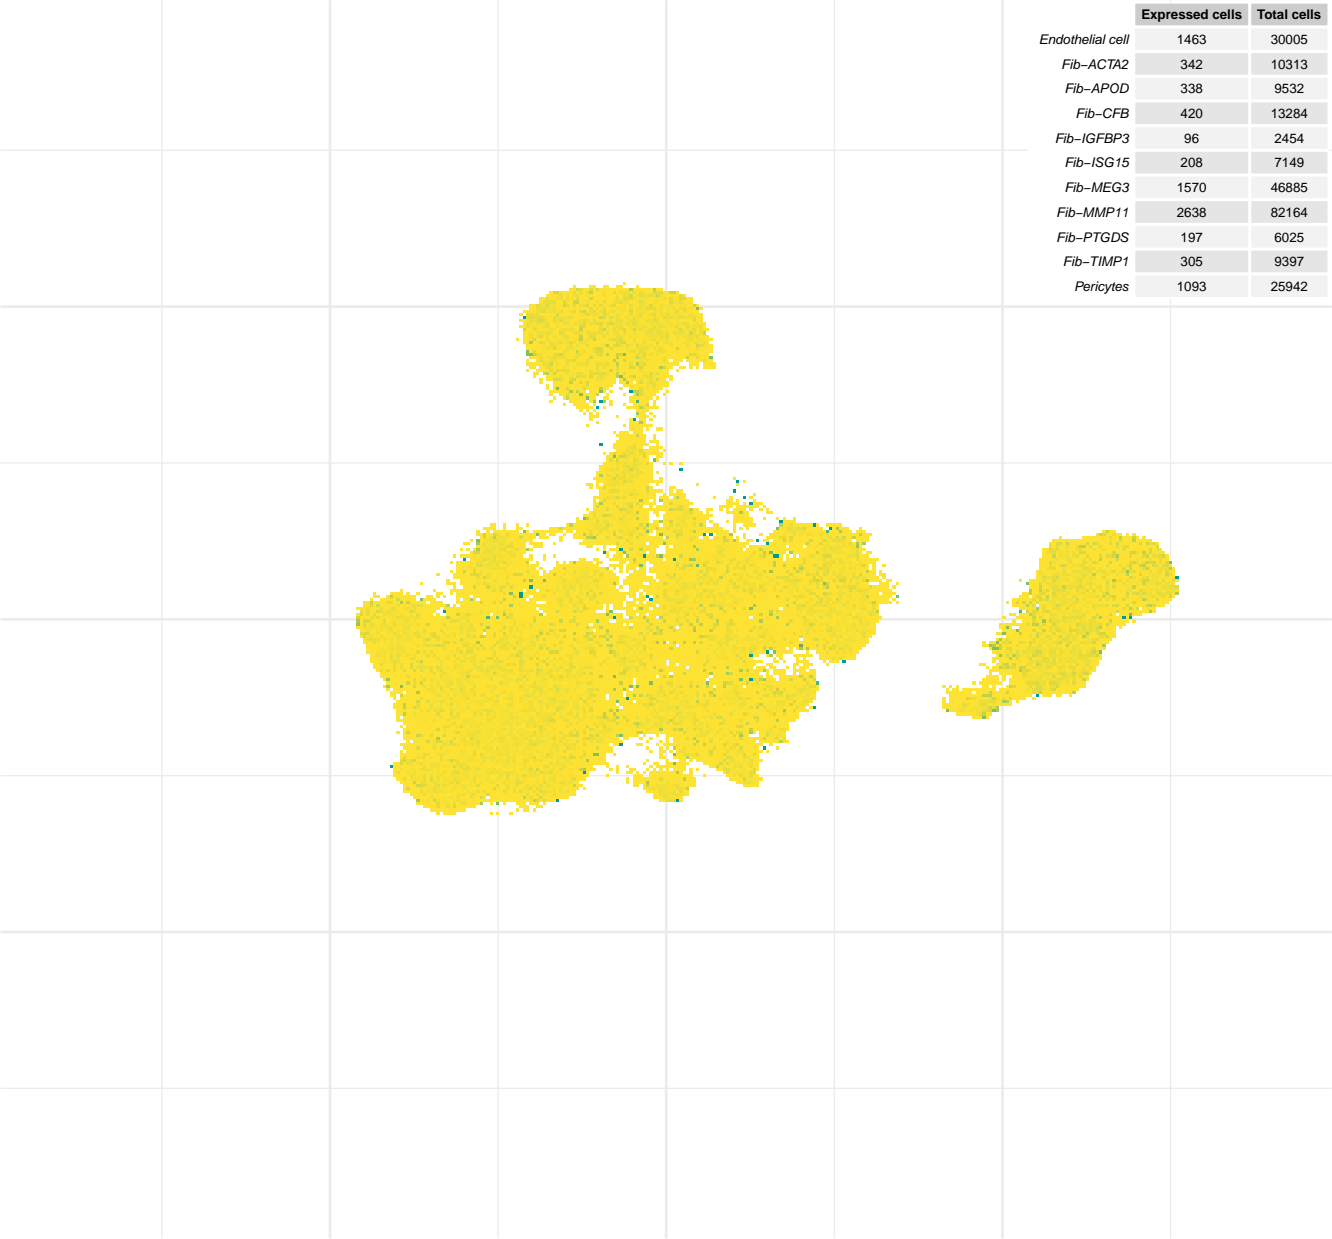 Expressed cells Total cells
Endothelial cell 1463 30005
Fib−ACTA2 342 10313
Fib−APOD 338 9532
Fib−CFB 420 13284
Fib−IGFBP3 96 2454
Fib−ISG15 208 7149
Fib−MEG3 1570 46885
Fib−MMP11 2638 82164
Fib−PTGDS 197 6025
Fib−TIMP1 305 9397
Pericytes 1093 25942